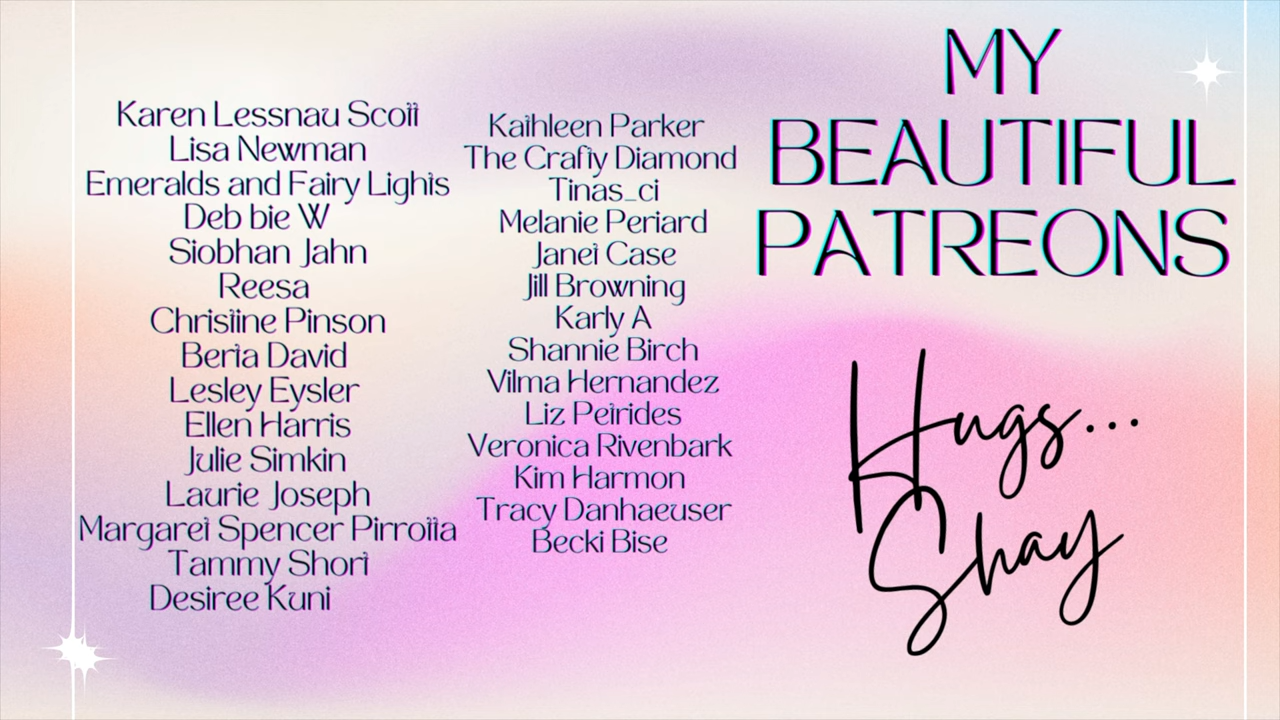 Karen Lessnau Scott
Lisa Newman
Emeralds and Fairy Lights
Deb bie W
Siobhan Jahn
Reesa
Christine Pinson
Berta David
Lesley Eysler
Ellen Harris
Julie Simkin
Laurie Joseph
Margaret Spencer Pirrotta
Tammy Short
Desiree Kuni
Kathleen Parker
The Crafty Diamond
Tinas_ci
Melanie Periard
Janet Case
Jill Browning
Karly A
Shannie Birch
Vilma Hernandez
Liz Petrides
Veronica Rivenbark
Kim Harmon
Tracy Danhaeuser
Becki Bise
MY
BEAUTIFUL
PATREONS
Hugs...
Shay